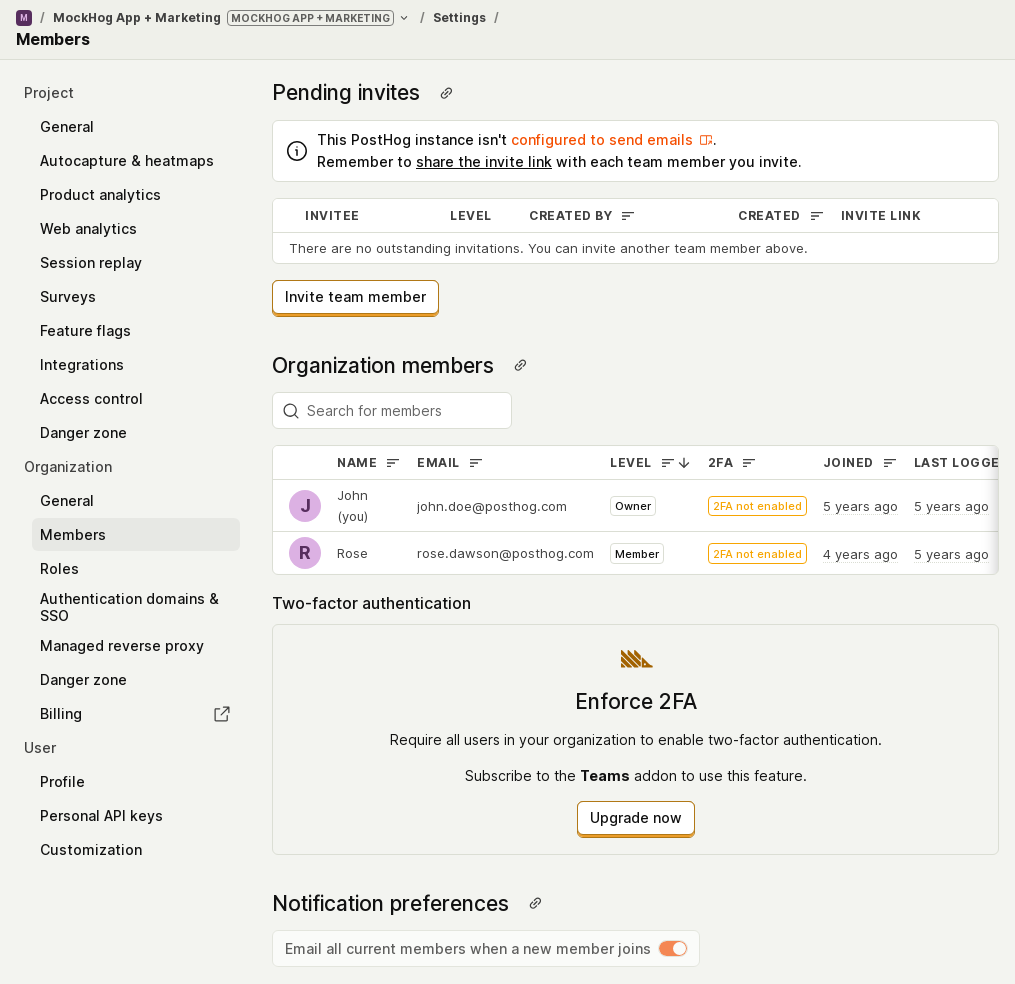 M / MockHog App + Marketing MOCKHOG APP + MARKETING / Settings /
Members
Project
General
Autocapture & heatmaps
Product analytics
Web analytics
Session replay
Surveys
Feature flags
Integrations
Access control
Danger zone
Organization
General
Members
Roles
Authentication domains &
SSO
Managed reverse proxy
Danger zone
Billing
User
Profile
Personal API keys
Customization
Pending invites
This PostHog instance isn't configured to send emails.
Remember to share the invite link with each team member you invite.
INVITEE LEVEL CREATED BY CREATED INVITE LINK
There are no outstanding invitations. You can invite another team member above.
Invite team member
Organization members
Search for members
NAME EMAIL LEVEL 2FA JOINED LAST LOGGE
J John (you) john.doe@posthog.com Owner 2FA not enabled 5 years ago 5 years ago
R Rose rose.dawson@posthog.com Member 2FA not enabled 4 years ago 5 years ago
Two-factor authentication
Enforce 2FA
Require all users in your organization to enable two-factor authentication.
Subscribe to the Teams addon to use this feature.
Upgrade now
Notification preferences
Email all current members when a new member joins